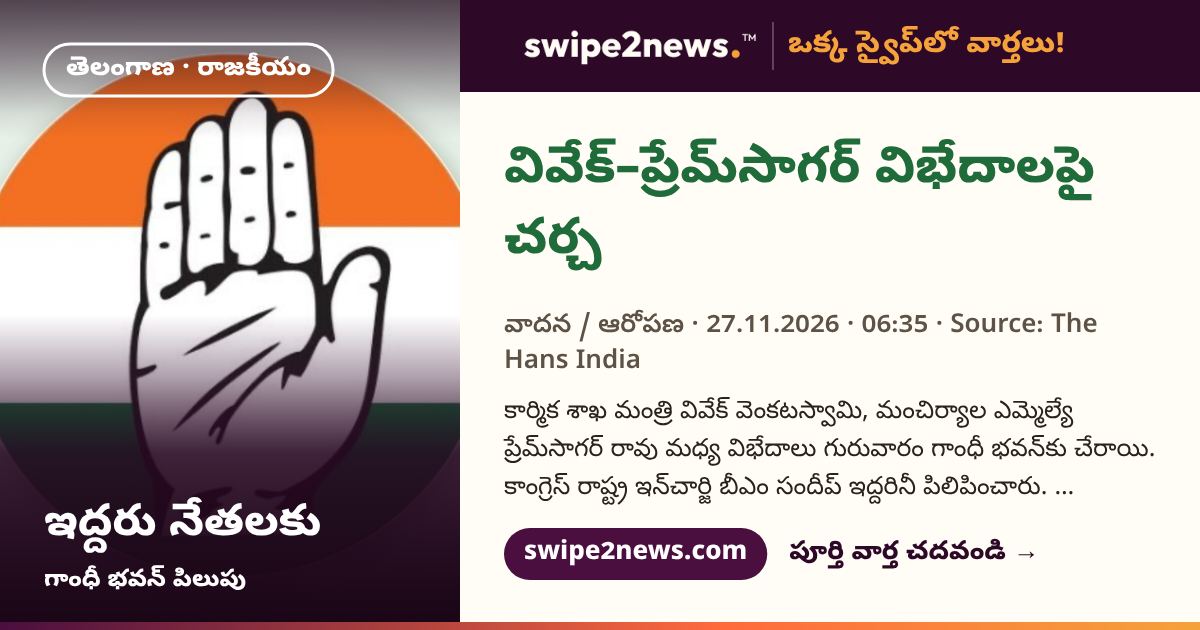 తెలంగాణ · రాజకీయం
ఇద్దరు నేతలకు
గాంధీ భవన్ పిలుపు
swipe2news.™ | ఒక్క స్వైప్‌లో వార్తలు!
వివేక్–ప్రేమ్‌సాగర్ విభేదాలపై
చర్చ
వాదన / ఆరోపణ · 27.11.2026 · 06:35 · Source: The
Hans India
కార్మిక శాఖ మంత్రి వివేక్ వెంకటస్వామి, మంచిర్యాల ఎమ్మెల్యే
ప్రేమ్‌సాగర్ రావు మధ్య విభేదాలు గురువారం గాంధీ భవన్‌కు చేరాయి.
కాంగ్రెస్ రాష్ట్ర ఇన్‌చార్జి బీఎం సందీప్ ఇద్దరినీ పిలిపించారు. ...
swipe2news.com పూర్తి వార్త చదవండి →